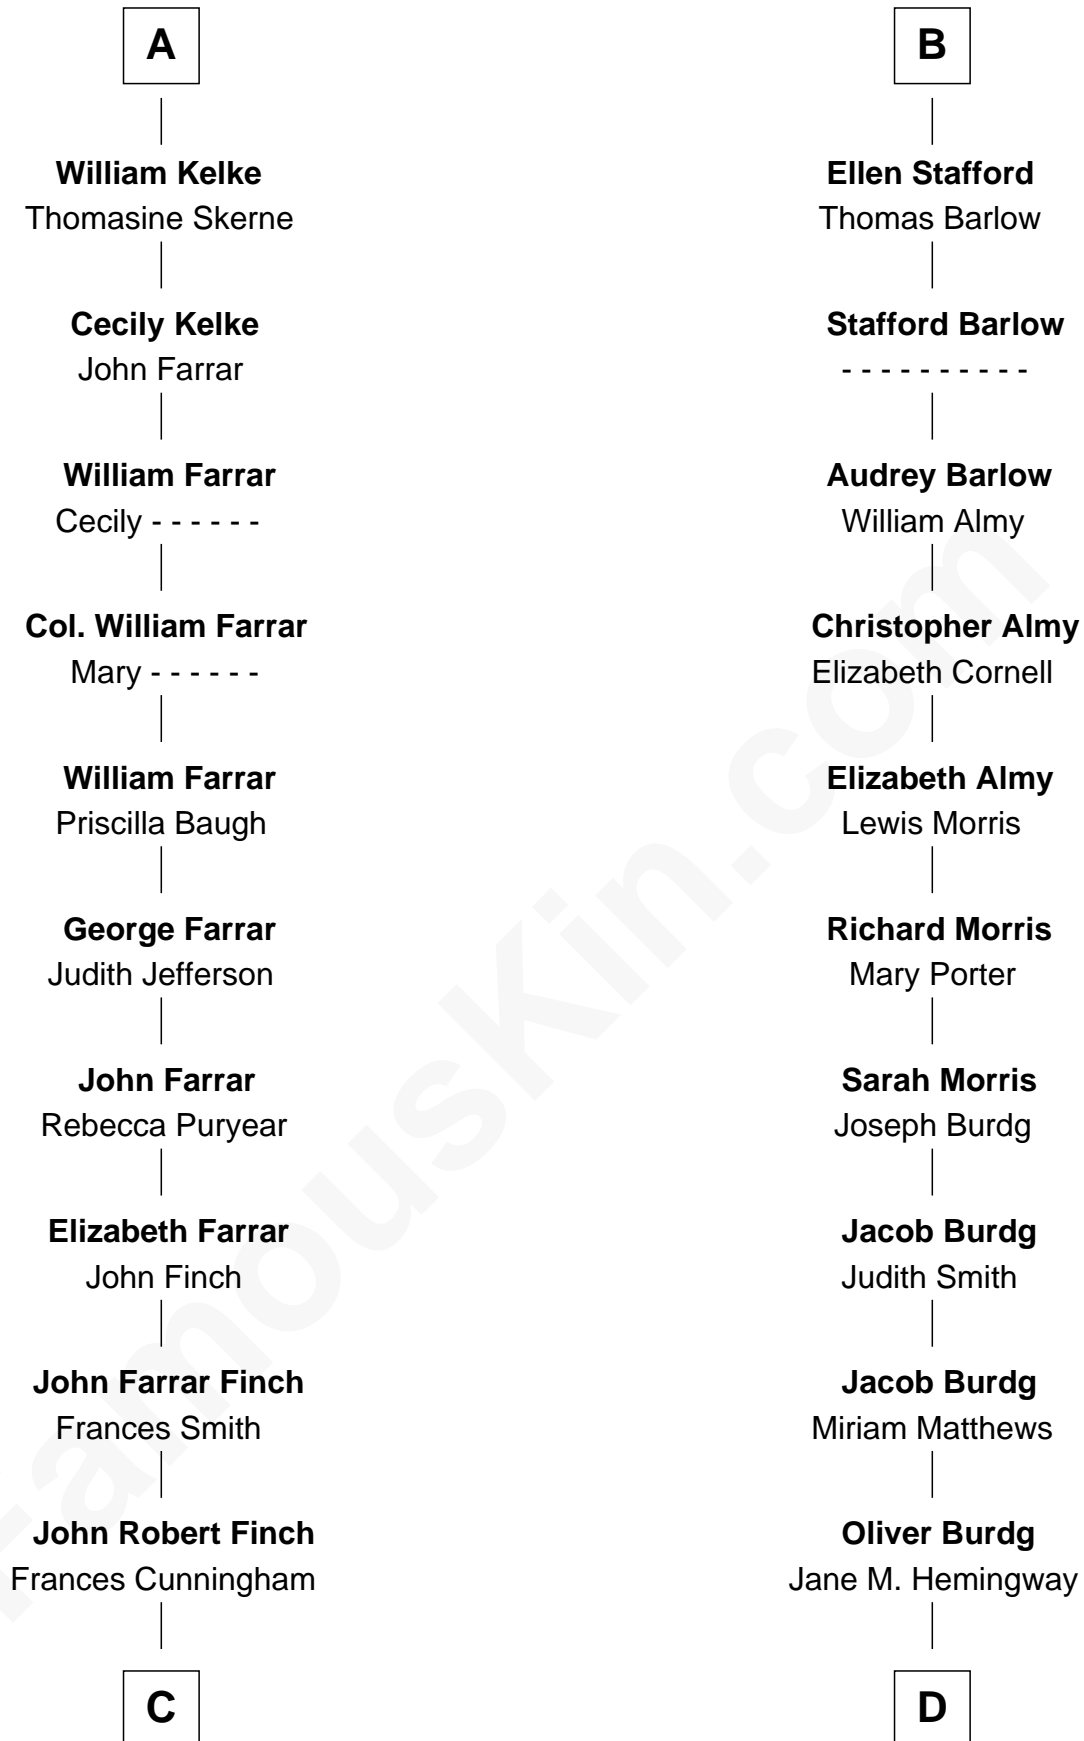 A
William Kelke
Thomasine Skerne
Cecily Kelke
John Farrar
William Farrar
Cecily - - - - - -
Col. William Farrar
Mary - - - - - -
William Farrar
Priscilla Baugh
George Farrar
Judith Jefferson
John Farrar
Rebecca Puryear
Elizabeth Farrar
John Finch
John Farrar Finch
Frances Smith
John Robert Finch
Frances Cunningham
C
B
Ellen Stafford
Thomas Barlow
Stafford Barlow
- - - - - - - - - -
Audrey Barlow
William Almy
Christopher Almy
Elizabeth Cornell
Elizabeth Almy
Lewis Morris
Richard Morris
Mary Porter
Sarah Morris
Joseph Burdg
Jacob Burdg
Judith Smith
Jacob Burdg
Miriam Matthews
Oliver Burdg
Jane M. Hemingway
D
FamousKin.com